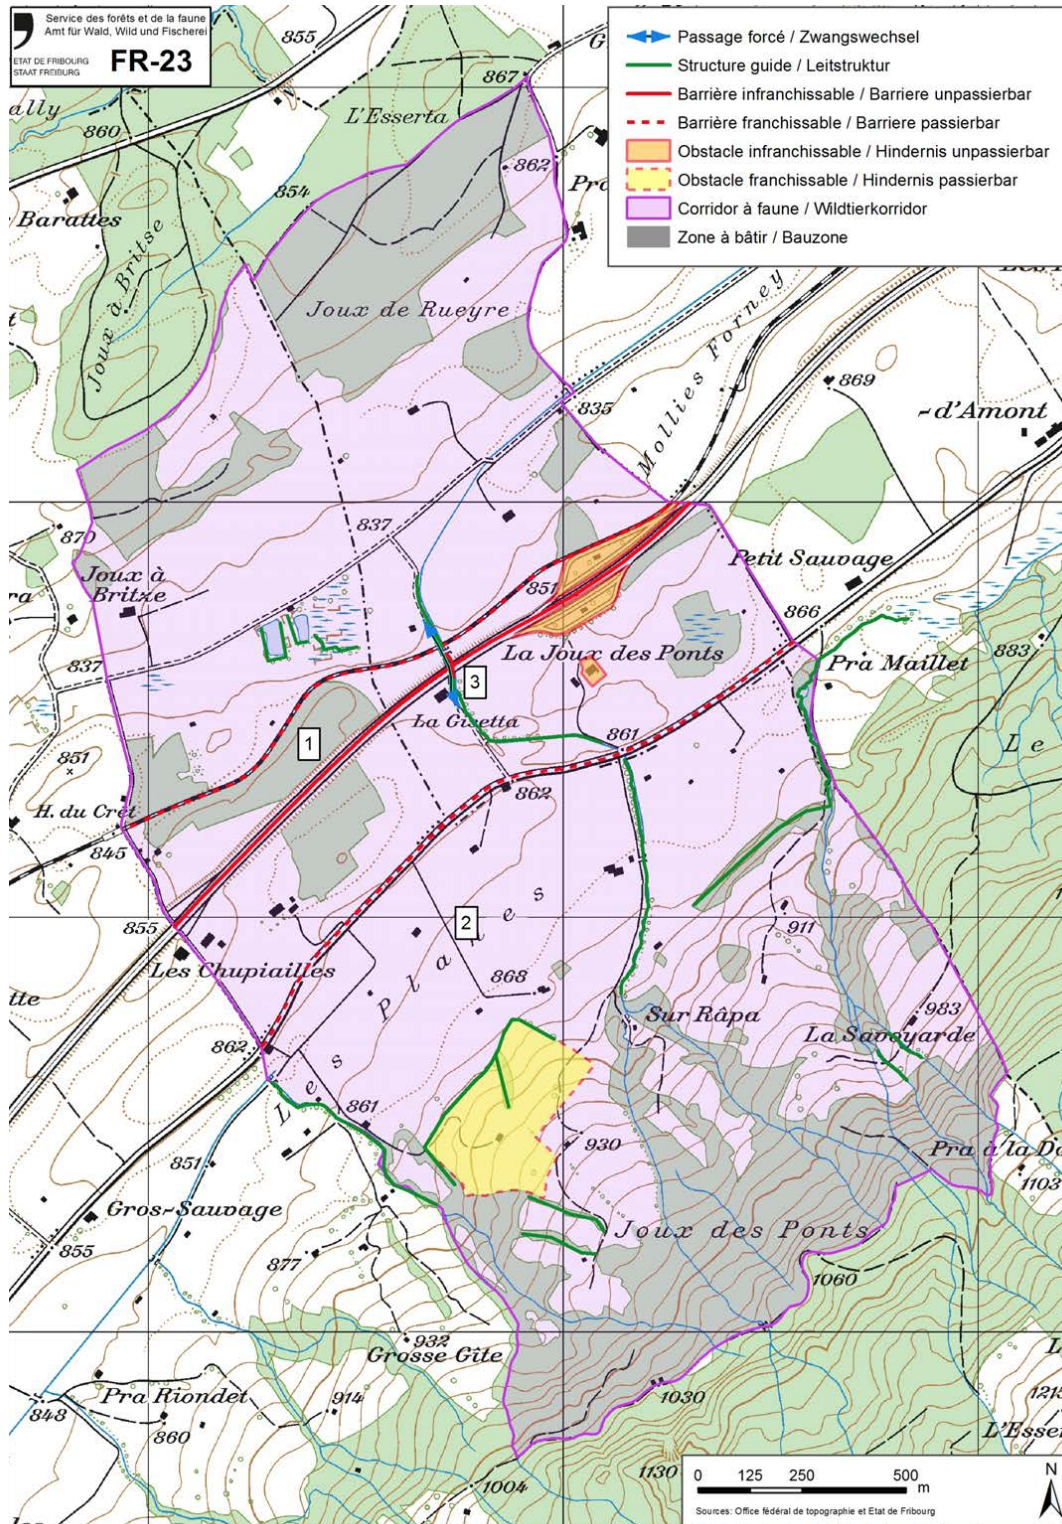 Service des forêts et de la faune
Amt für Wald, Wild und Fischerei
ETAT DE FRIBOURG
STAAT FREIBURG
FR-23
Passage forcé / Zwangswechsel
Structure guide / Leitstruktur
Barrière infranchissable / Barriere unpassierbar
Barrière franchissable / Barriere passierbar
Obstacle infranchissable / Hindernis unpassierbar
Obstacle franchissable / Hindernis passierbar
Corridor à faune / Wildtierkorridor
Zone à bâtir / Bauzone
855
867
ally
860
L'Esserta
862
854
Barattes
Joux à Britse
Joux de Rueyre
Mollies Forney
835
869
-d'Amont
837
870
Joux à
Britze
851
Petit Sauvage
866
La Joux des Ponts
837
Pra Maillet
883
3
La Gisetta
861
1
851
Le
862
H. du Crêt
845
2
855
911
Les Chupiailles
868
Les Plates
983
Sur Râpa
La Savoyarde
862
861
930
Pra à la Do
851
1103
Gros-Sauvage
Joux des Ponts
855
877
1060
932
Grosse Gîte
Pra Riondet
914
1030
848
860
L'Esse
1130
1004
0 125 250 500
m
N
Sources: Office fédéral de topographie et Etat de Fribourg